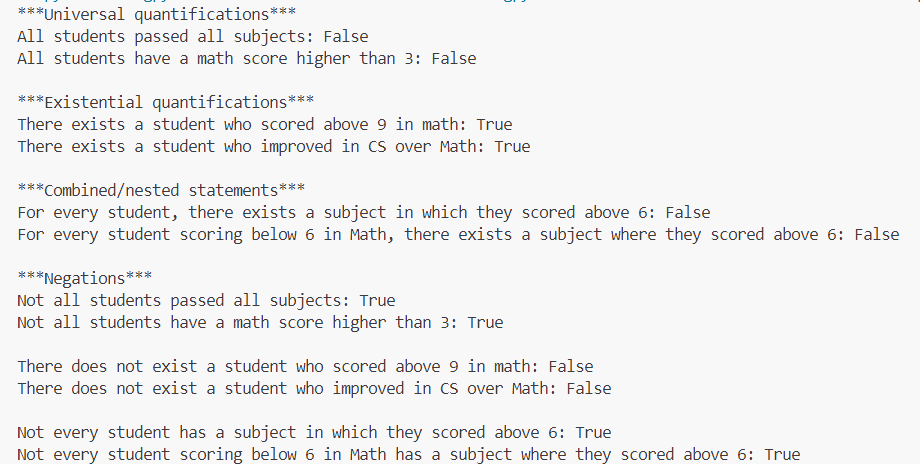 ***Universal quantifications***
All students passed all subjects: False
All students have a math score higher than 3: False
***Existential quantifications***
There exists a student who scored above 9 in math: True
There exists a student who improved in CS over Math: True
***Combined/nested statements***
For every student, there exists a subject in which they scored above 6: False
For every student scoring below 6 in Math, there exists a subject where they scored above 6: False
***Negations***
Not all students passed all subjects: True
Not all students have a math score higher than 3: True
There does not exist a student who scored above 9 in math: False
There does not exist a student who improved in CS over Math: False
Not every student has a subject in which they scored above 6: True
Not every student scoring below 6 in Math has a subject where they scored above 6: True